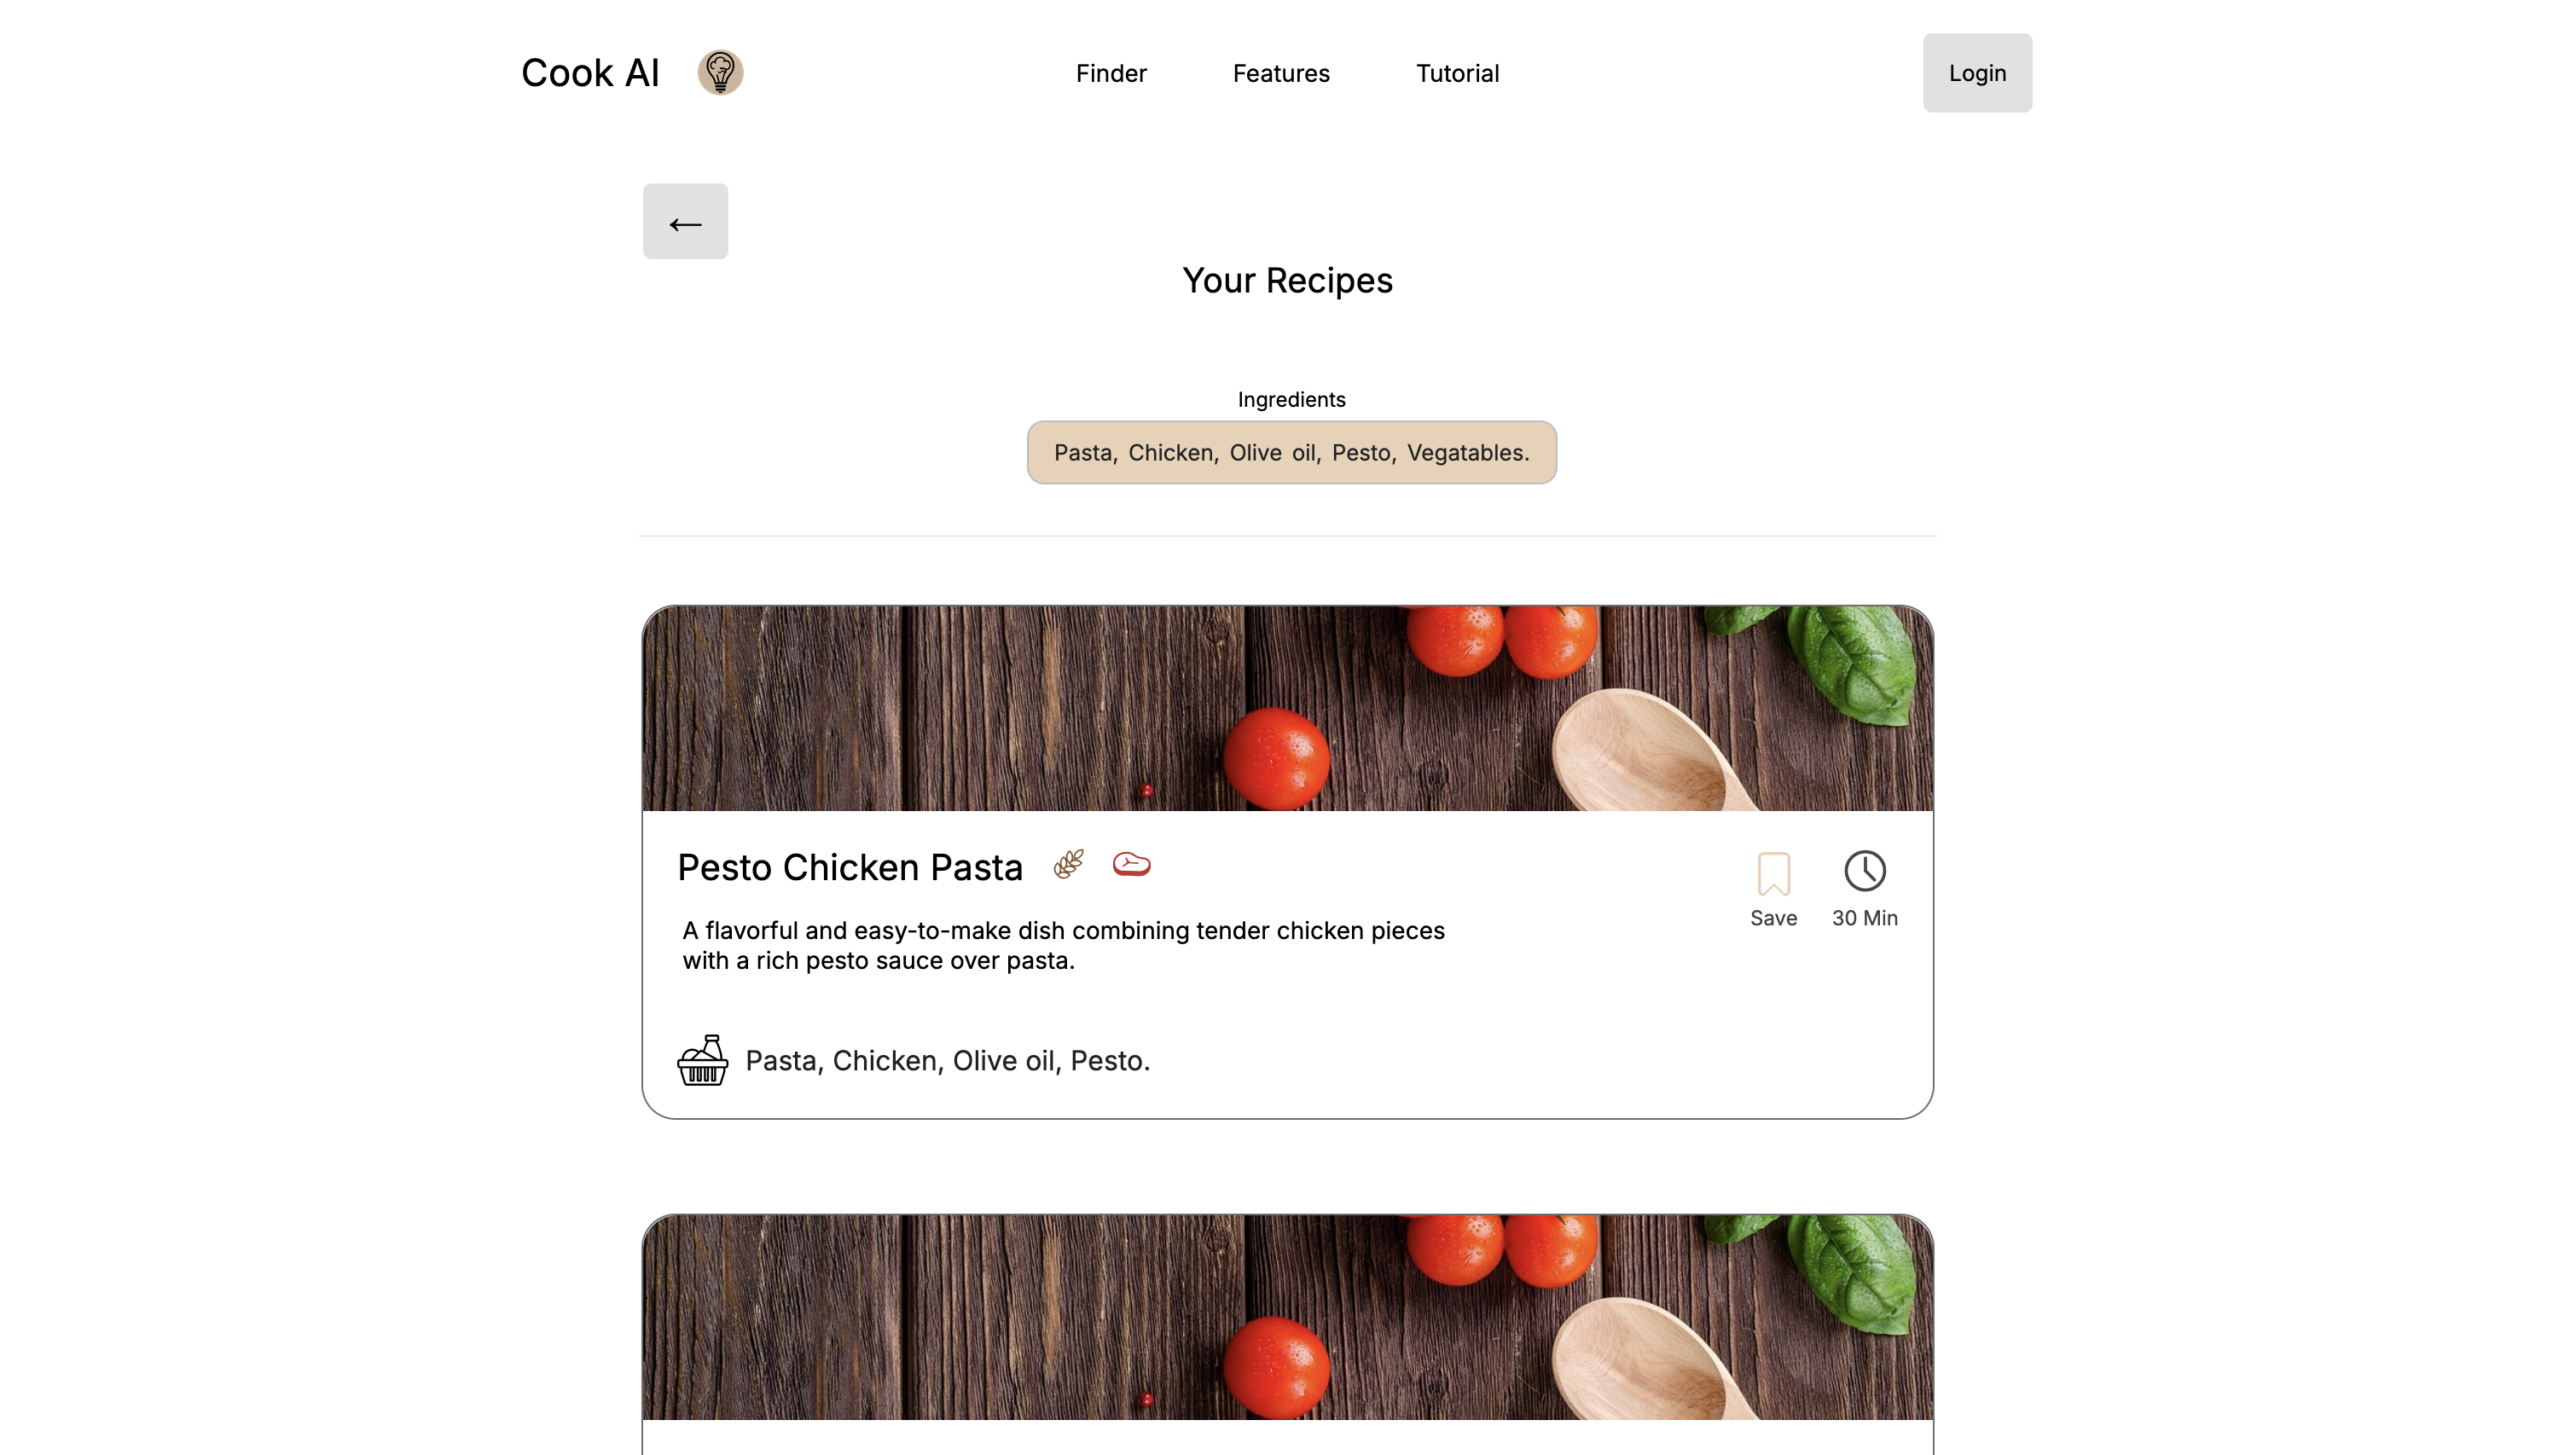 Cook AI
Finder
Features
Tutorial
Login
←
Your Recipes
Ingredients
Pasta, Chicken, Olive oil, Pesto, Vegatables.
Pesto Chicken Pasta
A flavorful and easy-to-make dish combining tender chicken pieces
with a rich pesto sauce over pasta.
Save
30 Min
Pasta, Chicken, Olive oil, Pesto.